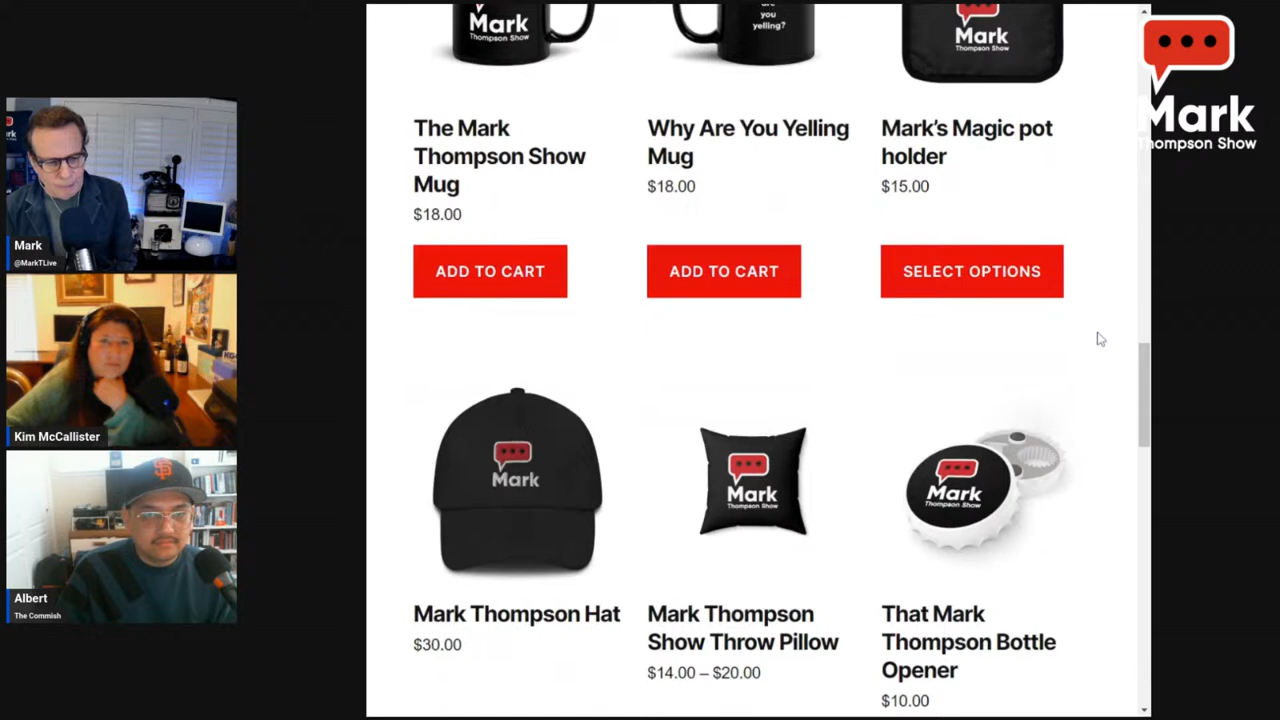 Mark
Thompson Show
are
you
yelling?
Mark
Thompson Show
Mark
Thompson Show
The Mark
Thompson Show
Mug
$18.00
Why Are You Yelling
Mug
$18.00
Mark's Magic pot
holder
$15.00
ADD TO CART
ADD TO CART
SELECT OPTIONS
Mark
@MarkTLive
Kim McCallister
Albert
The Commish
Mark
Mark
Thompson Show
Mark
Thompson Show
Mark Thompson Hat
$30.00
Mark Thompson
Show Throw Pillow
$14.00 – $20.00
That Mark
Thompson Bottle
Opener
$10.00